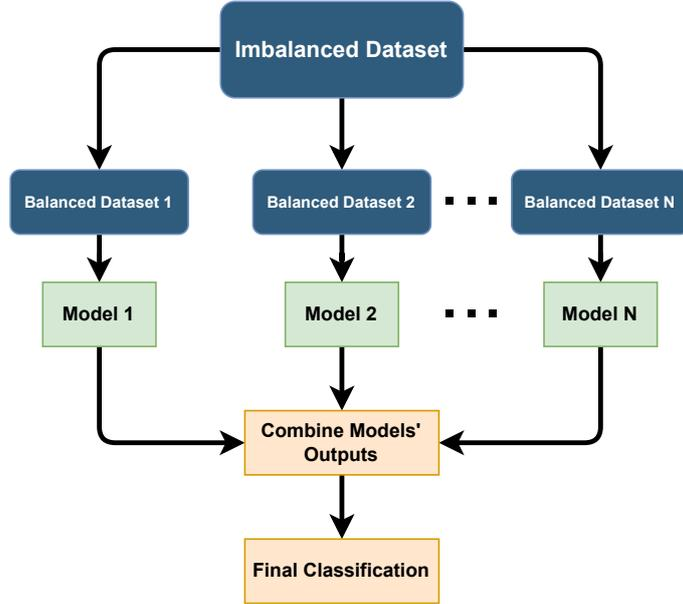 Imbalanced Dataset
Balanced Dataset 1
Balanced Dataset 2
Balanced Dataset N
Model 1
Model 2
Model N
Combine Models'
Outputs
Final Classification